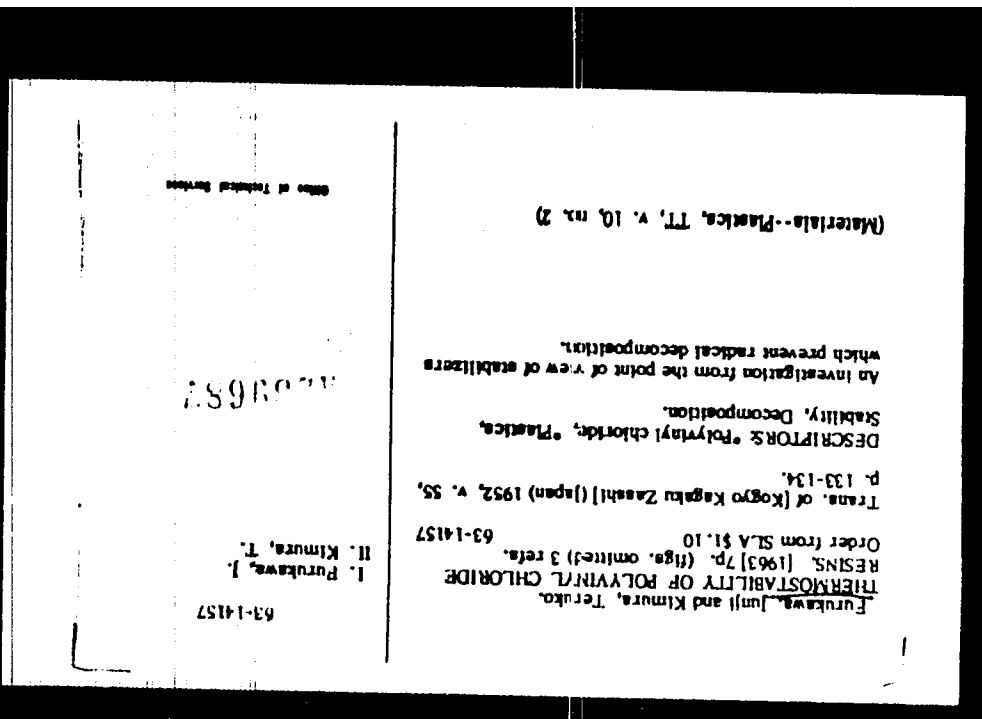 Furukawa, Junji and Kimura, Teruko.
THERMOSTABILITY OF POLYVINYL CHLORIDE
RESINS. [1963] 7p. (figs. omitted) 3 refs.
Order from SLA $1.10 63-14157
Trans. of [Kogyo Kagaku Zasshi] (Japan) 1952, v. 55,
p. 133-134.
DESCRIPTORS: *Polyvinyl chloride, *Plastics,
Stability, Decomposition.
An investigation from the point of view of stabilizers
which prevent radical decomposition.
(Materials--Plastics, TT, v. 10, no. 2)
63-14157
I. Furukawa, J.
II. Kimura, T.
Office of Technical Services